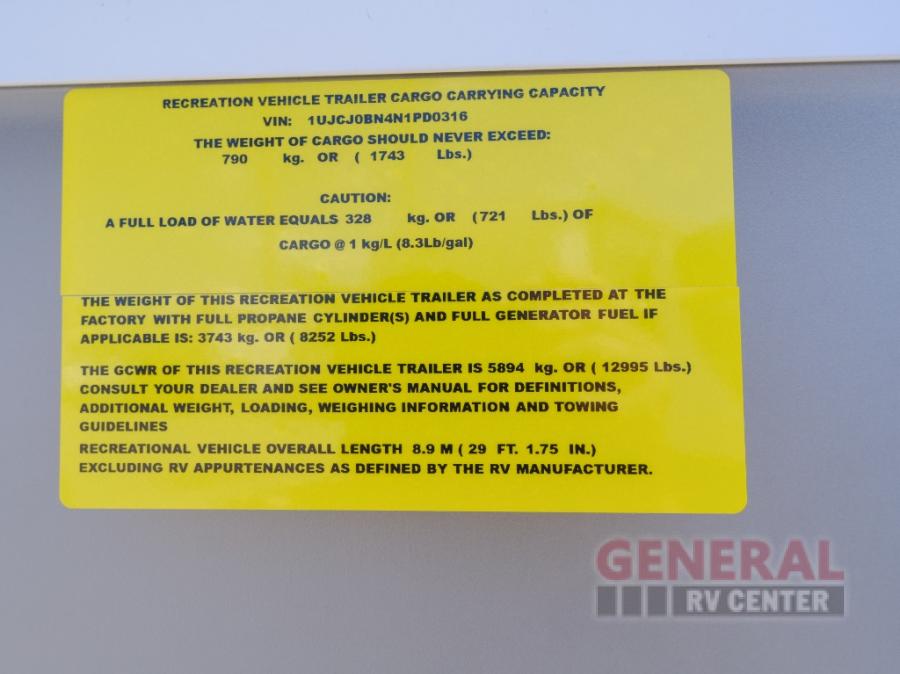 RECREATION VEHICLE TRAILER CARGO CARRYING CAPACITY
VIN: 1UJCJ0BN4N1PD0316
THE WEIGHT OF CARGO SHOULD NEVER EXCEED:
790 kg. OR ( 1743 Lbs.)
CAUTION:
A FULL LOAD OF WATER EQUALS 328 kg. OR (721 Lbs.) OF
CARGO @ 1 kg/L (8.3Lb/gal)
THE WEIGHT OF THIS RECREATION VEHICLE TRAILER AS COMPLETED AT THE
FACTORY WITH FULL PROPANE CYLINDER(S) AND FULL GENERATOR FUEL IF
APPLICABLE IS: 3743 kg. OR ( 8252 Lbs.)
THE GCWR OF THIS RECREATION VEHICLE TRAILER IS 5894 kg. OR ( 12995 Lbs.)
CONSULT YOUR DEALER AND SEE OWNER'S MANUAL FOR DEFINITIONS,
ADDITIONAL WEIGHT, LOADING, WEIGHING INFORMATION AND TOWING
GUIDELINES
RECREATIONAL VEHICLE OVERALL LENGTH 8.9 M ( 29 FT. 1.75 IN.)
EXCLUDING RV APPURTENANCES AS DEFINED BY THE RV MANUFACTURER.
GENERAL
RV CENTER